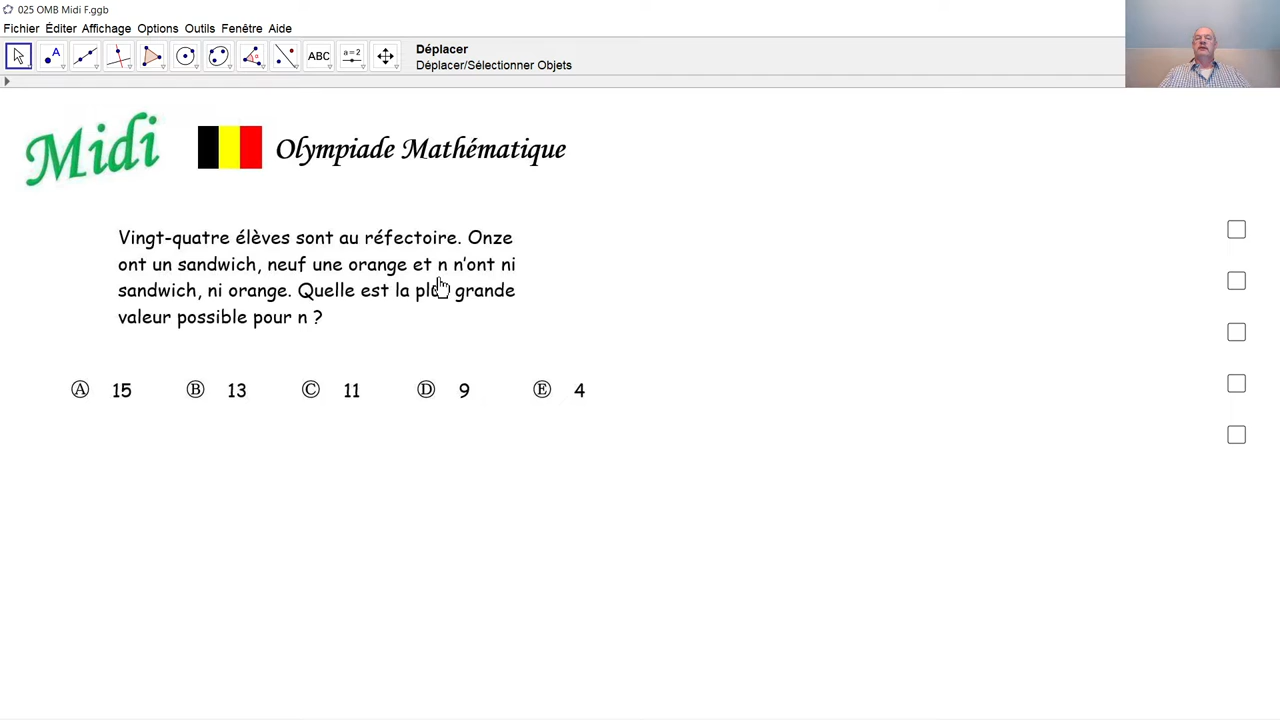 025 OMB Midi F.ggb
Fichier Éditer Affichage Options Outils Fenêtre Aide
A
ABC
a=2
Déplacer
Déplacer/Sélectionner Objets
Midi
Olympiade Mathématique
Vingt-quatre élèves sont au réfectoire. Onze
ont un sandwich, neuf une orange et n n'ont ni
sandwich, ni orange. Quelle est la plus grande
valeur possible pour n ?
A 15 B 13 C 11 D 9 E 4